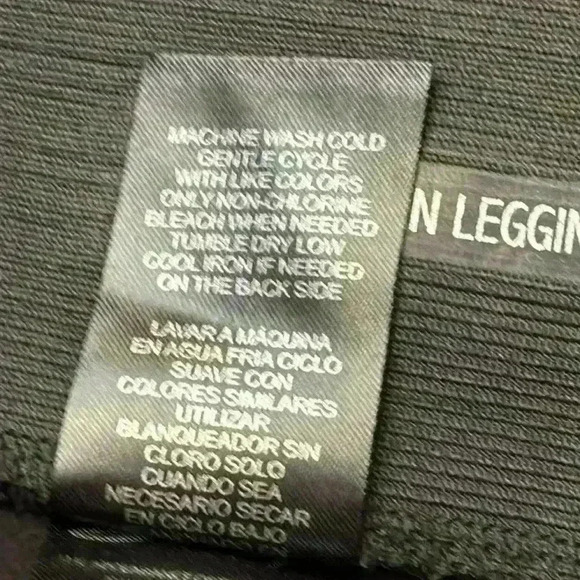 MACHINE WASH COLD
GENTLE CYCLE
WITH LIKE COLORS
ONLY NON-CHLORINE
BLEACH WHEN NEEDED
TUMBLE DRY LOW
COOL IRON IF NEEDED
ON THE BACK SIDE
LAVAR A MÁQUINA
EN AGUA FRIA CICLO
SUAVE CON
COLORES SIMILARES
UTILIZAR
BLANQUEADOR SIN
CLORO SOLO
CUANDO SEA
NECESARIO SECAR
EN CICLO BAJO
N LEGGIN